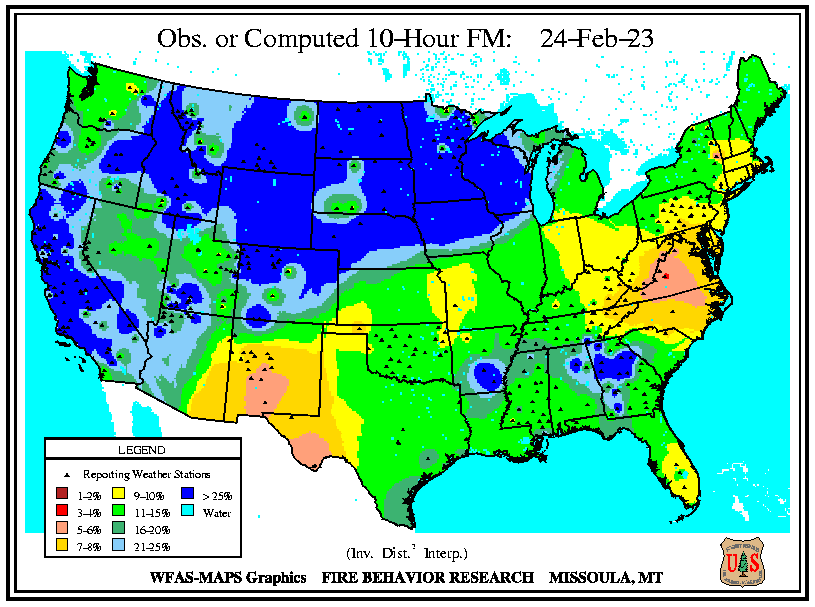 Obs. or Computed 10-Hour FM: 24-Feb-23
LEGEND
Reporting Weather Stations
1-2% 9-10% > 25%
3-4% 11-15% Water
5-6% 16-20%
7-8% 21-25%
(Inv. Dist.² Interp.)
WFAS-MAPS Graphics FIRE BEHAVIOR RESEARCH MISSOULA, MT
U S